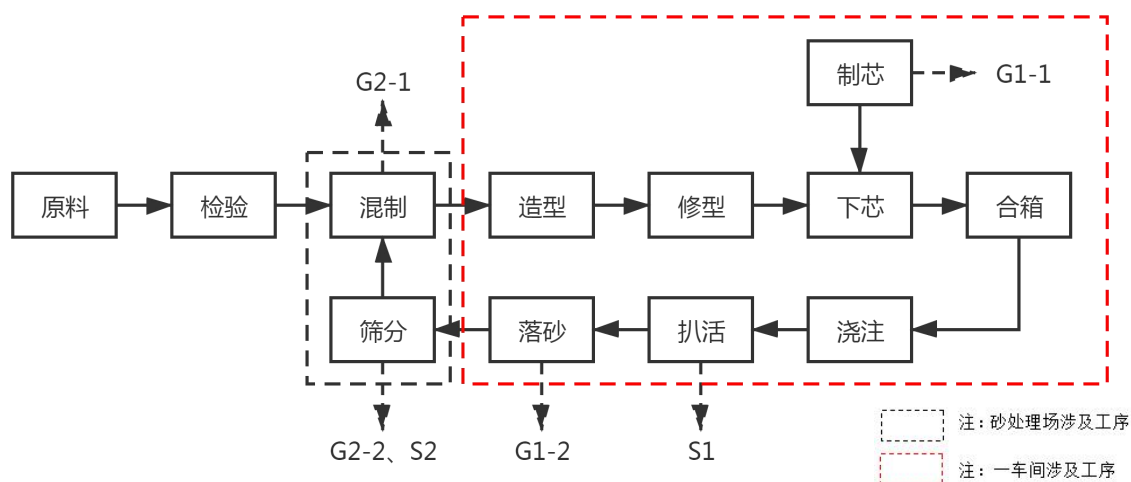 制芯
G1-1
G2-1
原料
检验
混制
造型
修型
下芯
合箱
筛分
落砂
扒活
浇注
G2-2、S2
G1-2
S1
注：砂处理场涉及工序
注：一车间涉及工序